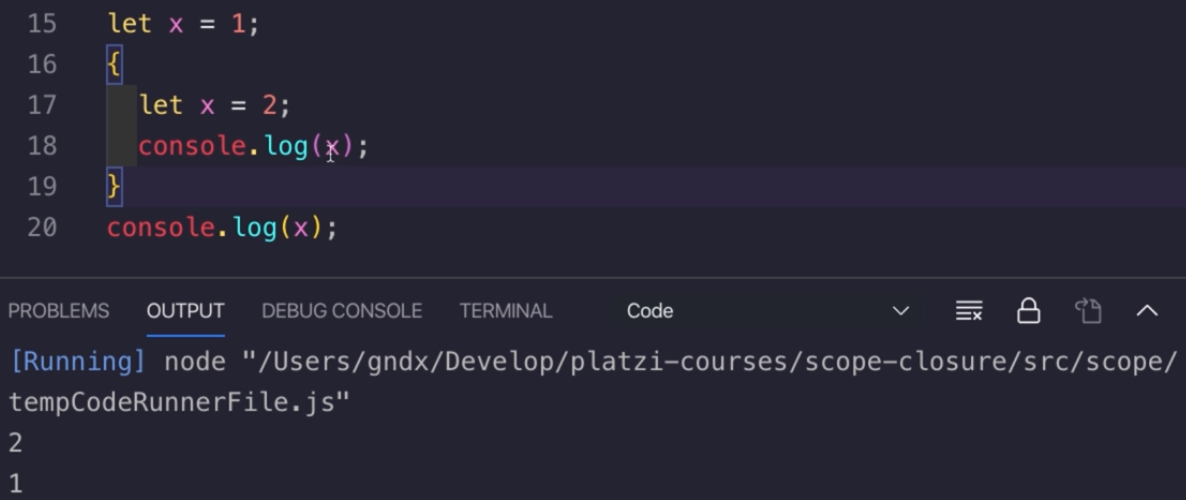 15 let x = 1;
16 {
17 let x = 2;
18 console.log(x);
19 }
20 console.log(x);
PROBLEMS OUTPUT DEBUG CONSOLE TERMINAL Code
[Running] node "/Users/gndx/Develop/platzi-courses/scope-closure/src/scope/
tempCodeRunnerFile.js"
2
1